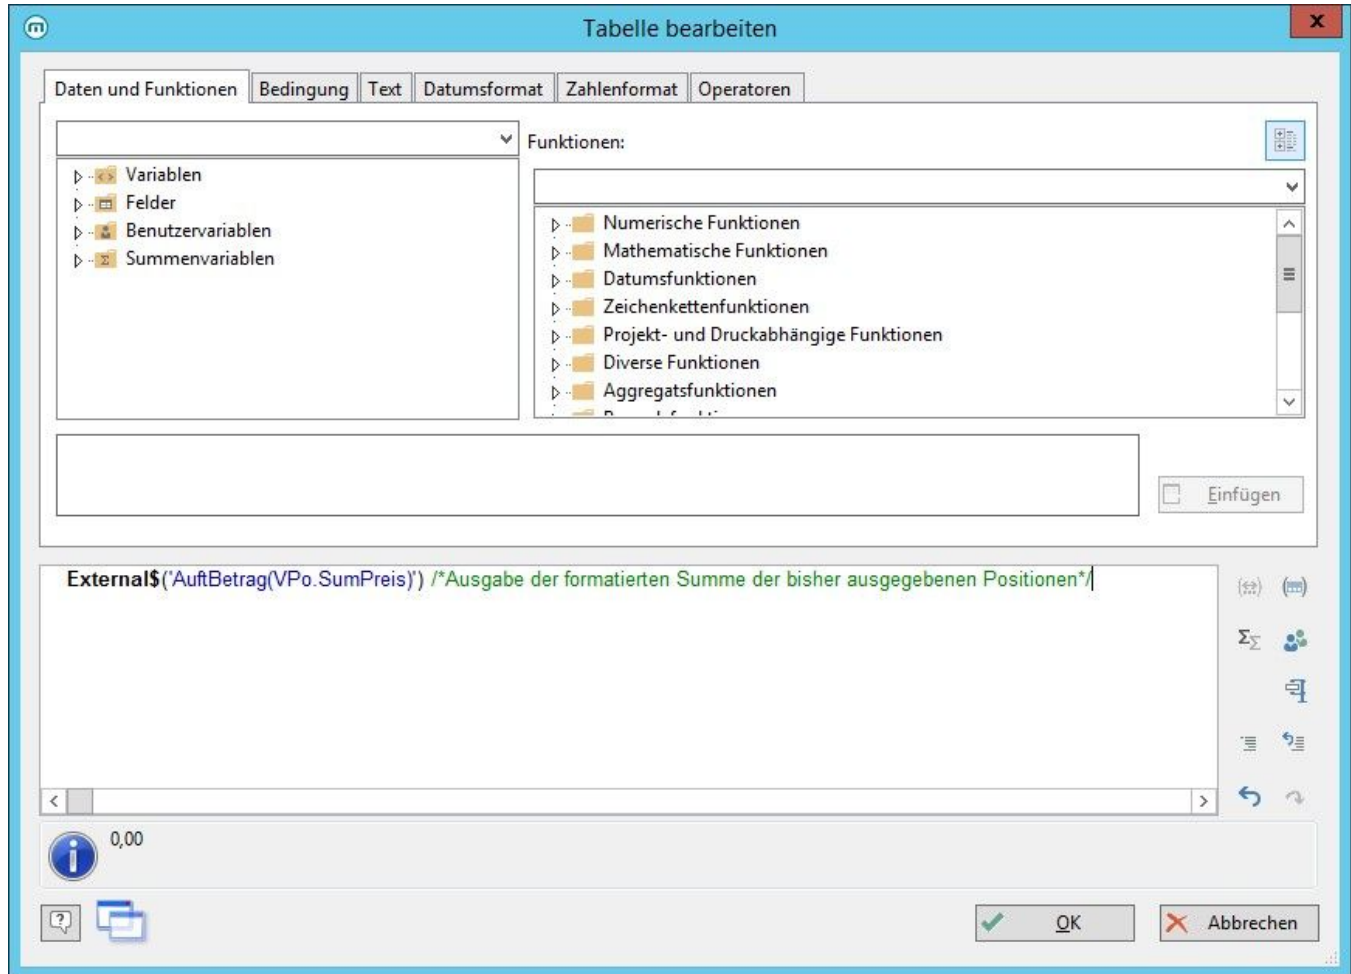 Tabelle bearbeiten
x
Daten und Funktionen Bedingung Text Datumsformat Zahlenformat Operatoren
Funktionen:
Variablen
Felder
Benutzervariablen
Summenvariablen
Numerische Funktionen
Mathematische Funktionen
Datumsfunktionen
Zeichenkettenfunktionen
Projekt- und Druckabhängige Funktionen
Diverse Funktionen
Aggregatsfunktionen
Einfügen
External$('AuftBetrag(VPo.SumPreis)') /*Ausgabe der formatierten Summe der bisher ausgegebenen Positionen*/
0,00
OK Abbrechen